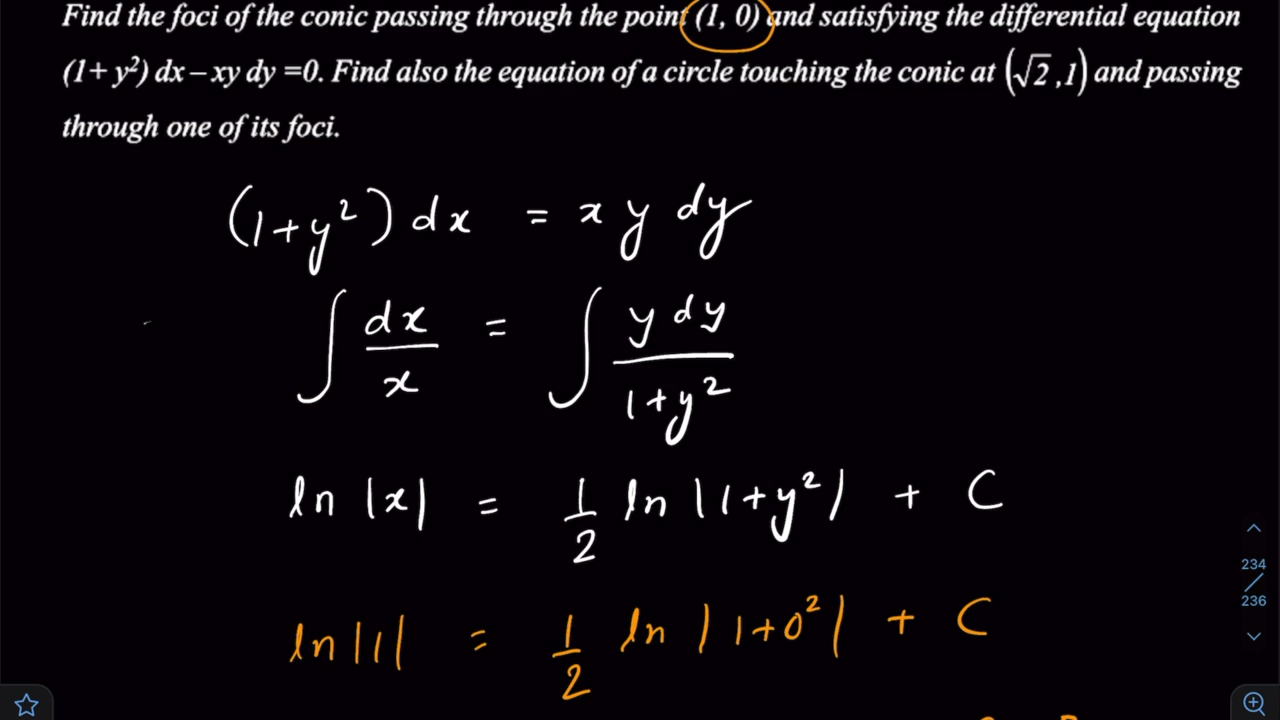 Find the foci of the conic passing through the point (1, 0) and satisfying the differential equation
(1+ y²) dx – xy dy =0. Find also the equation of a circle touching the conic at (√2 ,1) and passing
through one of its foci.
(1+y²) dx = x y dy
∫ dx/x = ∫ y dy/1+y²
ln |x| = 1/2 ln |1+y²| + C
ln |1| = 1/2 ln |1+0²| + C
234
236